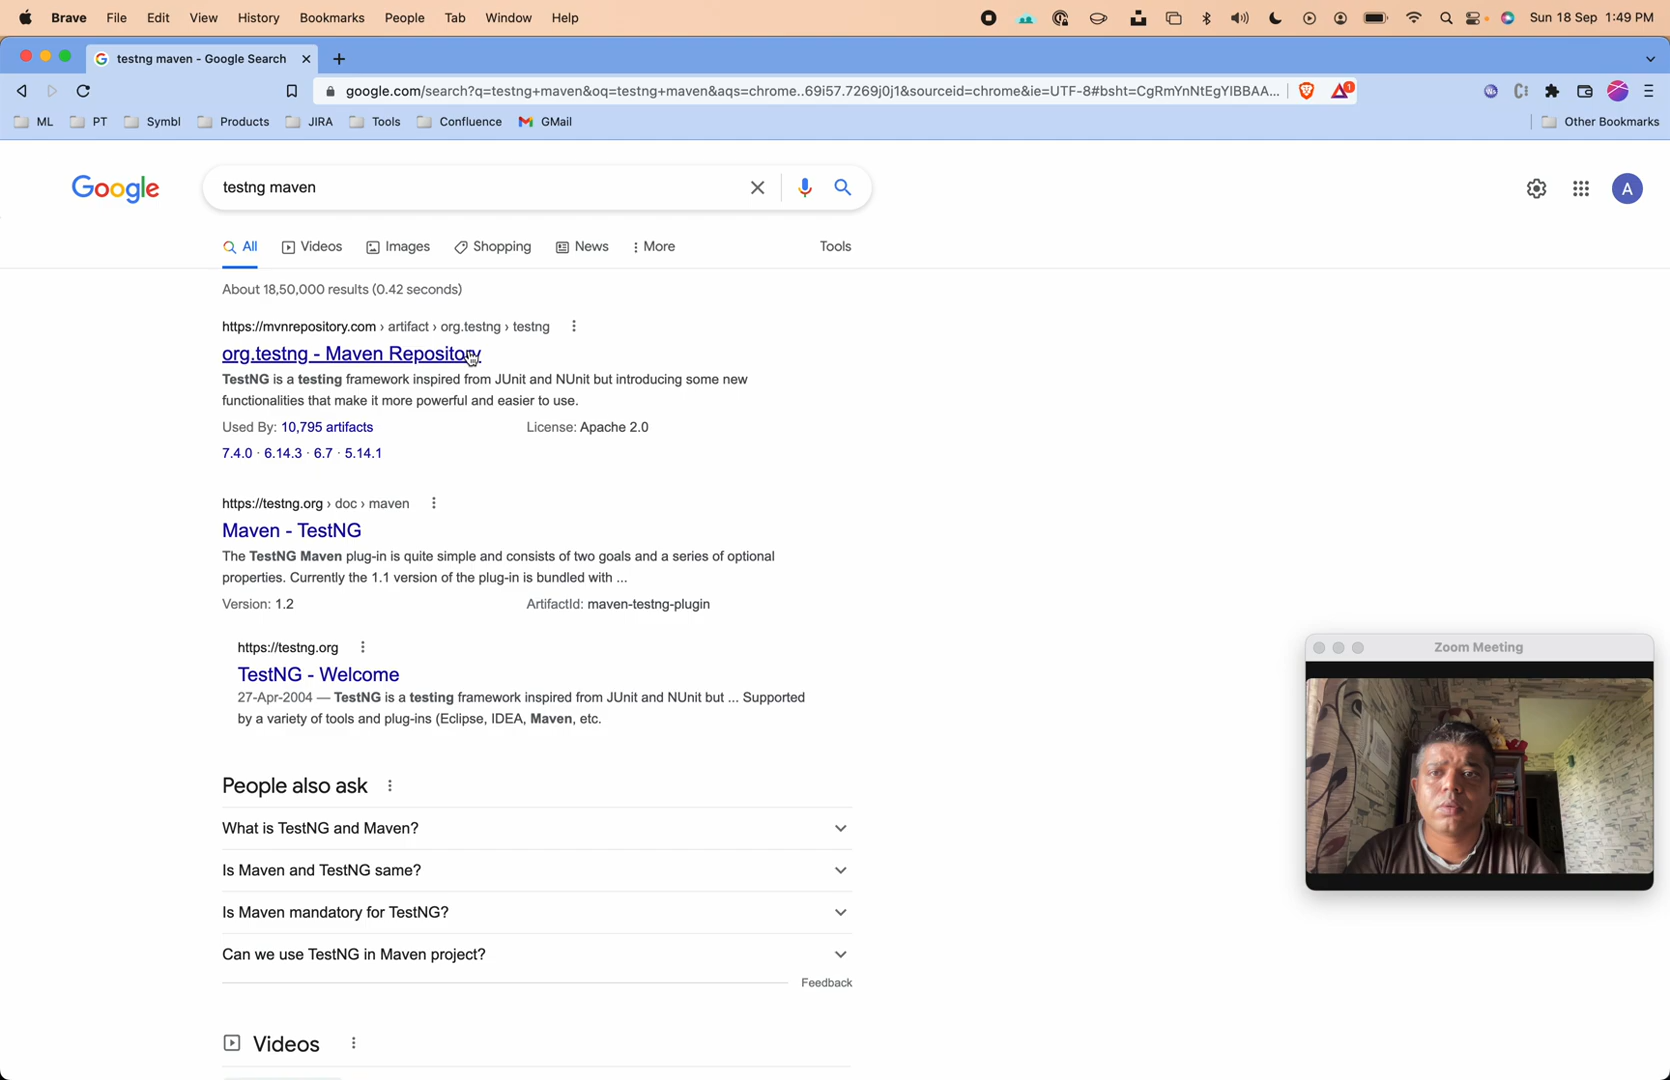 Brave File Edit View History Bookmarks People Tab Window Help Sun 18 Sep 1:49 PM
testng maven - Google Search
google.com/search?q=testng+maven&oq=testng+maven&aqs=chrome..69i57.7269j0j1&sourceid=chrome&ie=UTF-8#bsht=CgRmYnNtEgYIBBAA... 1
ML PT Symbl Products JIRA Tools Confluence GMail Other Bookmarks
Google testng maven A
All Videos Images Shopping News More Tools
About 18,50,000 results (0.42 seconds)
https://mvnrepository.com › artifact › org.testng › testng
org.testng - Maven Repository
TestNG is a testing framework inspired from JUnit and NUnit but introducing some new
functionalities that make it more powerful and easier to use.
Used By: 10,795 artifacts License: Apache 2.0
7.4.0 · 6.14.3 · 6.7 · 5.14.1
https://testng.org › doc › maven
Maven - TestNG
The TestNG Maven plug-in is quite simple and consists of two goals and a series of optional
properties. Currently the 1.1 version of the plug-in is bundled with ...
Version: 1.2 ArtifactId: maven-testng-plugin
https://testng.org
TestNG - Welcome
27-Apr-2004 — TestNG is a testing framework inspired from JUnit and NUnit but ... Supported
by a variety of tools and plug-ins (Eclipse, IDEA, Maven, etc.
Zoom Meeting
People also ask
What is TestNG and Maven?
Is Maven and TestNG same?
Is Maven mandatory for TestNG?
Can we use TestNG in Maven project?
Feedback
Videos